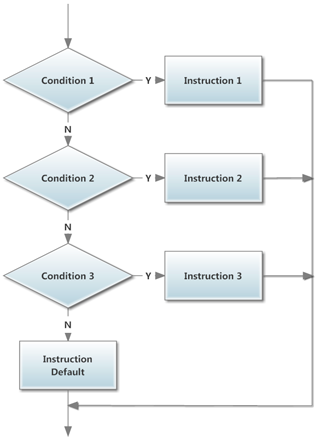 Condition 1
Y
Instruction 1
N
Condition 2
Y
Instruction 2
N
Condition 3
Y
Instruction 3
N
Instruction
Default